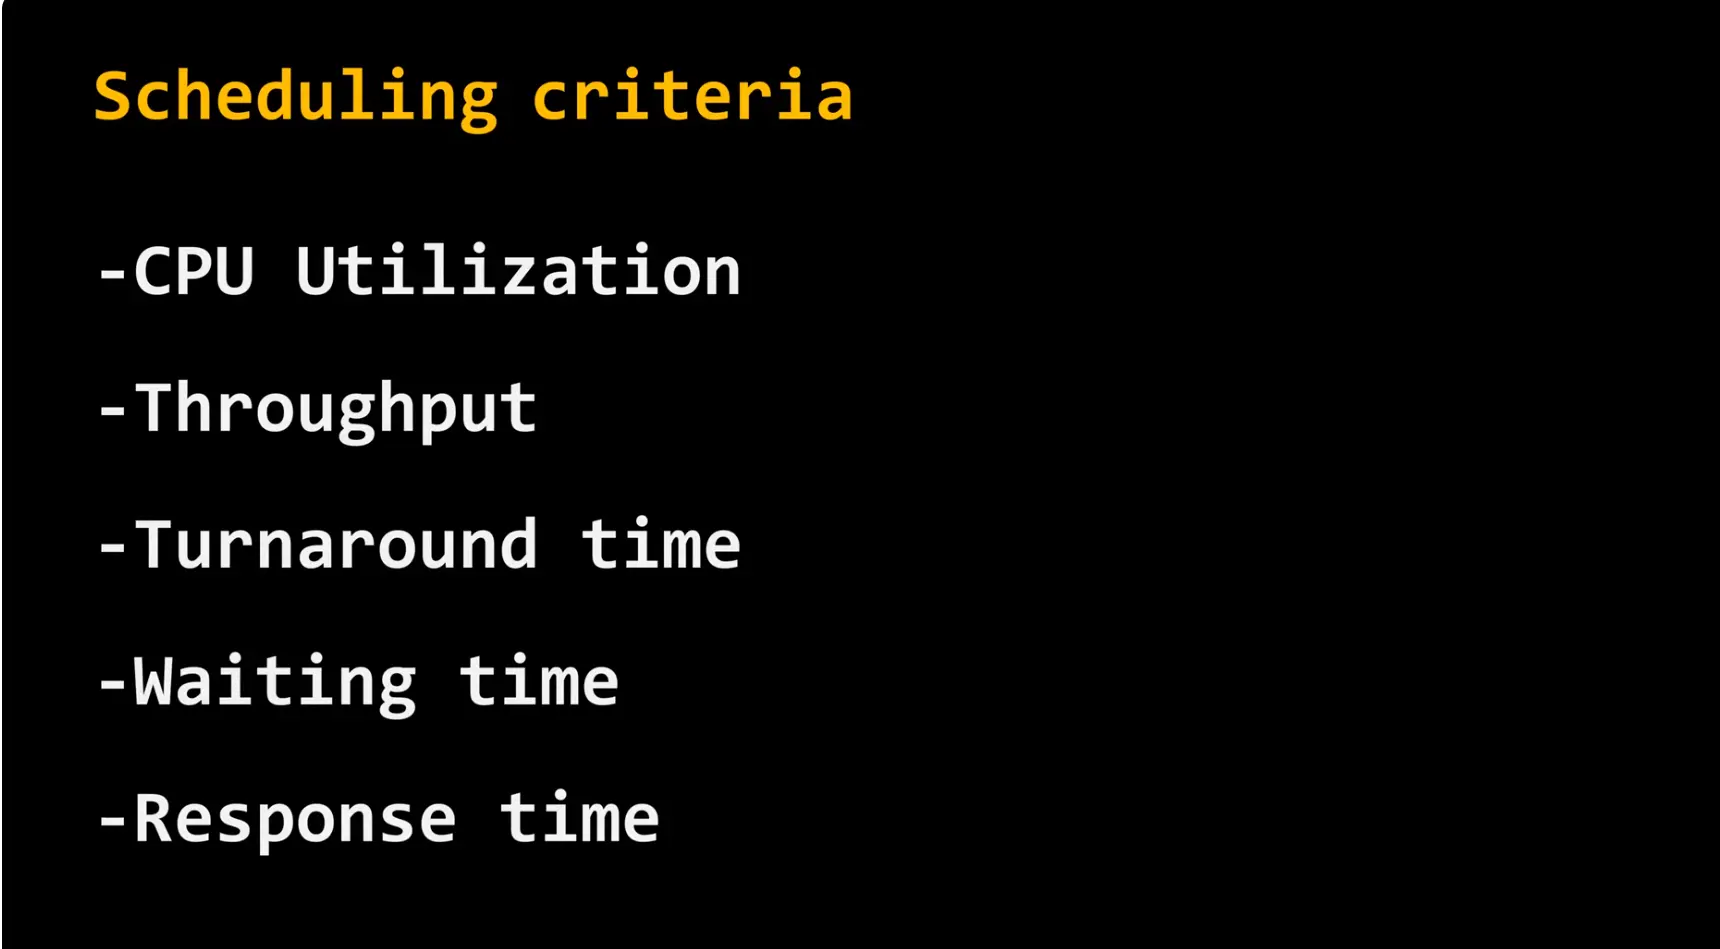 Scheduling criteria
-CPU Utilization
-Throughput
-Turnaround time
-Waiting time
-Response time